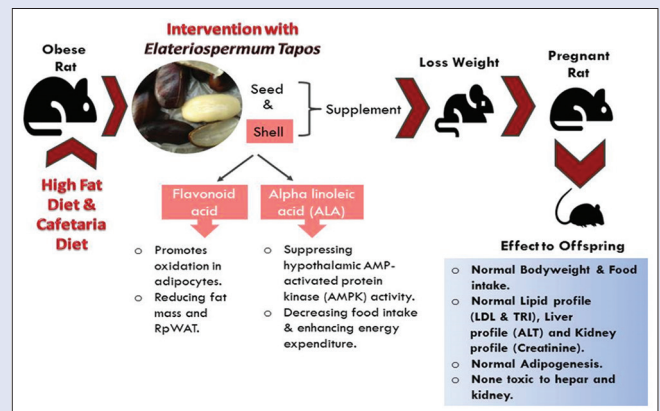 Intervention with
Elateriospermum Tapos
Obese
Rat
Seed
&
Shell
Supplement
Loss Weight
Pregnant
Rat
High Fat
Diet &
Cafetaria
Diet
Flavonoid
acid
Alpha linoleic
acid (ALA)
o Promotes
oxidation in
adipocytes.
o Reducing fat
mass and
RpWAT.
o Suppressing
hypothalamic AMP-
activated protein
kinase (AMPK) activity.
o Decreasing food intake
& enhancing energy
expenditure.
Effect to Offspring
o Normal Bodyweight & Food
intake.
o Normal Lipid profile
(LDL & TRI), Liver
profile (ALT) and Kidney
profile (Creatinine).
o Normal Adipogenesis.
o None toxic to hepar and
kidney.